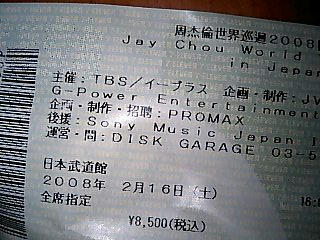 周杰倫世界巡迴2008
Jay Chou World
in Japan
主催：TBS/イープラス 企画・制作：JV
G-Power Entertainment
企画・制作・招聘：PROMAX
後援：Sony Music Japan I
運営・問：DISK GARAGE 03-5
日本武道館
2008年 2月16日（土）
全席指定
¥8,500(税込)